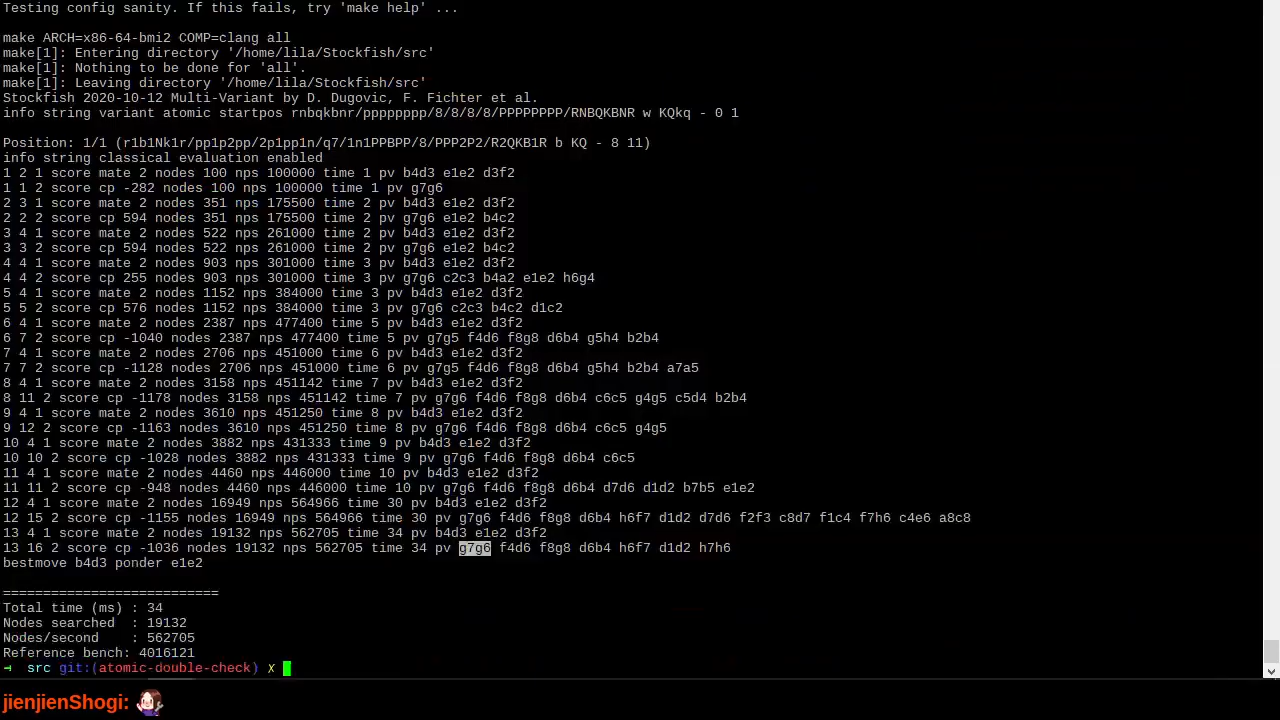 Testing config sanity. If this fails, try 'make help' ...
make ARCH=x86-64-bmi2 COMP=clang all
make[1]: Entering directory '/home/lila/Stockfish/src'
make[1]: Nothing to be done for 'all'.
make[1]: Leaving directory '/home/lila/Stockfish/src'
Stockfish 2020-10-12 Multi-Variant by D. Dugovic, F. Fichter et al.
info string variant atomic startpos rnbqkbnr/pppppppp/8/8/8/8/PPPPPPPP/RNBQKBNR w KQkq - 0 1
Position: 1/1 (r1b1Nk1r/pp1p2pp/2p1pp1n/q7/1n1PPBPP/8/PPP2P2/R2QKB1R b KQ - 8 11)
info string classical evaluation enabled
1 2 1 score mate 2 nodes 100 nps 100000 time 1 pv b4d3 e1e2 d3f2
1 1 2 score cp -282 nodes 100 nps 100000 time 1 pv g7g6
2 3 1 score mate 2 nodes 351 nps 175500 time 2 pv b4d3 e1e2 d3f2
2 2 2 score cp 594 nodes 351 nps 175500 time 2 pv g7g6 e1e2 b4c2
3 4 1 score mate 2 nodes 522 nps 261000 time 2 pv b4d3 e1e2 d3f2
3 3 2 score cp 594 nodes 522 nps 261000 time 2 pv g7g6 e1e2 b4c2
4 4 1 score mate 2 nodes 903 nps 301000 time 3 pv b4d3 e1e2 d3f2
4 4 2 score cp 255 nodes 903 nps 301000 time 3 pv g7g6 c2c3 b4a2 e1e2 h6g4
5 4 1 score mate 2 nodes 1152 nps 384000 time 3 pv b4d3 e1e2 d3f2
5 5 2 score cp 576 nodes 1152 nps 384000 time 3 pv g7g6 c2c3 b4c2 d1c2
6 4 1 score mate 2 nodes 2387 nps 477400 time 5 pv b4d3 e1e2 d3f2
6 7 2 score cp -1040 nodes 2387 nps 477400 time 5 pv g7g5 f4d6 f8g8 d6b4 g5h4 b2b4
7 4 1 score mate 2 nodes 2706 nps 451000 time 6 pv b4d3 e1e2 d3f2
7 7 2 score cp -1128 nodes 2706 nps 451000 time 6 pv g7g5 f4d6 f8g8 d6b4 g5h4 b2b4 a7a5
8 4 1 score mate 2 nodes 3158 nps 451142 time 7 pv b4d3 e1e2 d3f2
8 11 2 score cp -1178 nodes 3158 nps 451142 time 7 pv g7g6 f4d6 f8g8 d6b4 c6c5 g4g5 c5d4 b2b4
9 4 1 score mate 2 nodes 3610 nps 451250 time 8 pv b4d3 e1e2 d3f2
9 12 2 score cp -1163 nodes 3610 nps 451250 time 8 pv g7g6 f4d6 f8g8 d6b4 c6c5 g4g5
10 4 1 score mate 2 nodes 3882 nps 431333 time 9 pv b4d3 e1e2 d3f2
10 10 2 score cp -1028 nodes 3882 nps 431333 time 9 pv g7g6 f4d6 f8g8 d6b4 c6c5
11 4 1 score mate 2 nodes 4460 nps 446000 time 10 pv b4d3 e1e2 d3f2
11 11 2 score cp -948 nodes 4460 nps 446000 time 10 pv g7g6 f4d6 f8g8 d6b4 d7d6 d1d2 b7b5 e1e2
12 4 1 score mate 2 nodes 16949 nps 564966 time 30 pv b4d3 e1e2 d3f2
12 15 2 score cp -1155 nodes 16949 nps 564966 time 30 pv g7g6 f4d6 f8g8 d6b4 h6f7 d1d2 d7d6 f2f3 c8d7 f1c4 f7h6 c4e6 a8c8
13 4 1 score mate 2 nodes 19132 nps 562705 time 34 pv b4d3 e1e2 d3f2
13 16 2 score cp -1036 nodes 19132 nps 562705 time 34 pv g7g6 f4d6 f8g8 d6b4 h6f7 d1d2 h7h6
bestmove b4d3 ponder e1e2
===========================
Total time (ms) : 34
Nodes searched  : 19132
Nodes/second    : 562705
Reference bench: 4016121
src git:(atomic-double-check) ✗
jienjienShogi: